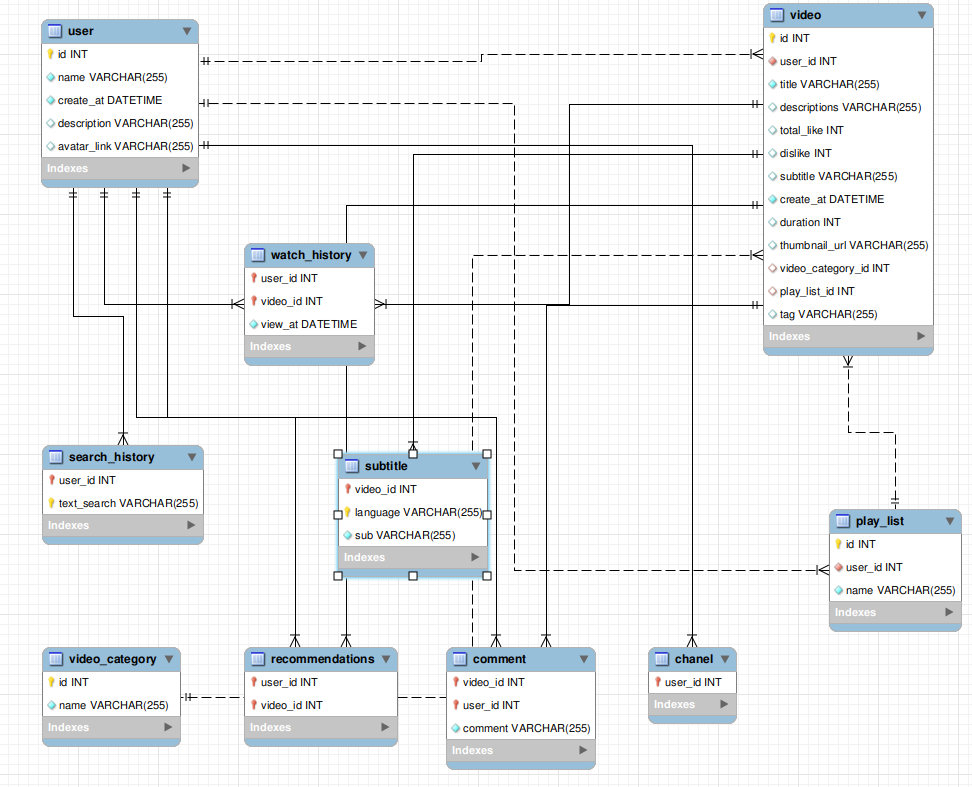 user
id INT
name VARCHAR(255)
create_at DATETIME
description VARCHAR(255)
avatar_link VARCHAR(255)
Indexes
video
id INT
user_id INT
title VARCHAR(255)
descriptions VARCHAR(255)
total_like INT
dislike INT
subtitle VARCHAR(255)
create_at DATETIME
duration INT
thumbnail_url VARCHAR(255)
video_category_id INT
play_list_id INT
tag VARCHAR(255)
Indexes
watch_history
user_id INT
video_id INT
view_at DATETIME
Indexes
search_history
user_id INT
text_search VARCHAR(255)
Indexes
subtitle
video_id INT
language VARCHAR(255)
sub VARCHAR(255)
Indexes
play_list
id INT
user_id INT
name VARCHAR(255)
Indexes
video_category
id INT
name VARCHAR(255)
Indexes
recommendations
user_id INT
video_id INT
Indexes
comment
video_id INT
user_id INT
comment VARCHAR(255)
Indexes
chanel
user_id INT
Indexes